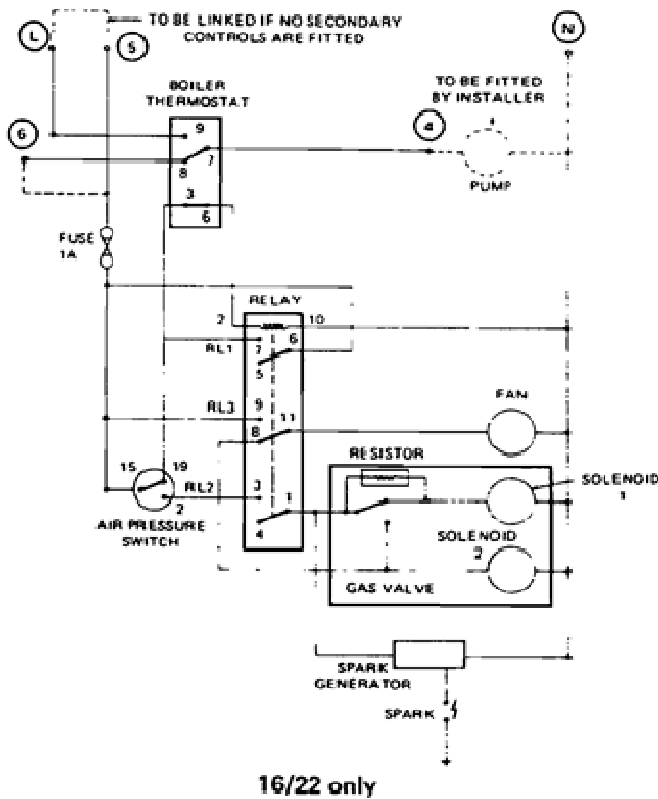 L
5
TO BE LINKED IF NO SECONDARY
CONTROLS ARE FITTED
N
BOILER
THERMOSTAT
TO BE FITTED
BY INSTALLER
6
9
7
8
4
PUMP
3
6
FUSE
1A
RELAY
2
10
RL1
7
6
5
RL3
9
11
8
FAN
RESISTOR
15
19
RL2
3
1
2
4
SOLENOID
1
AIR PRESSURE
SWITCH
SOLENOID
2
GAS VALVE
SPARK
GENERATOR
SPARK
16/22 only